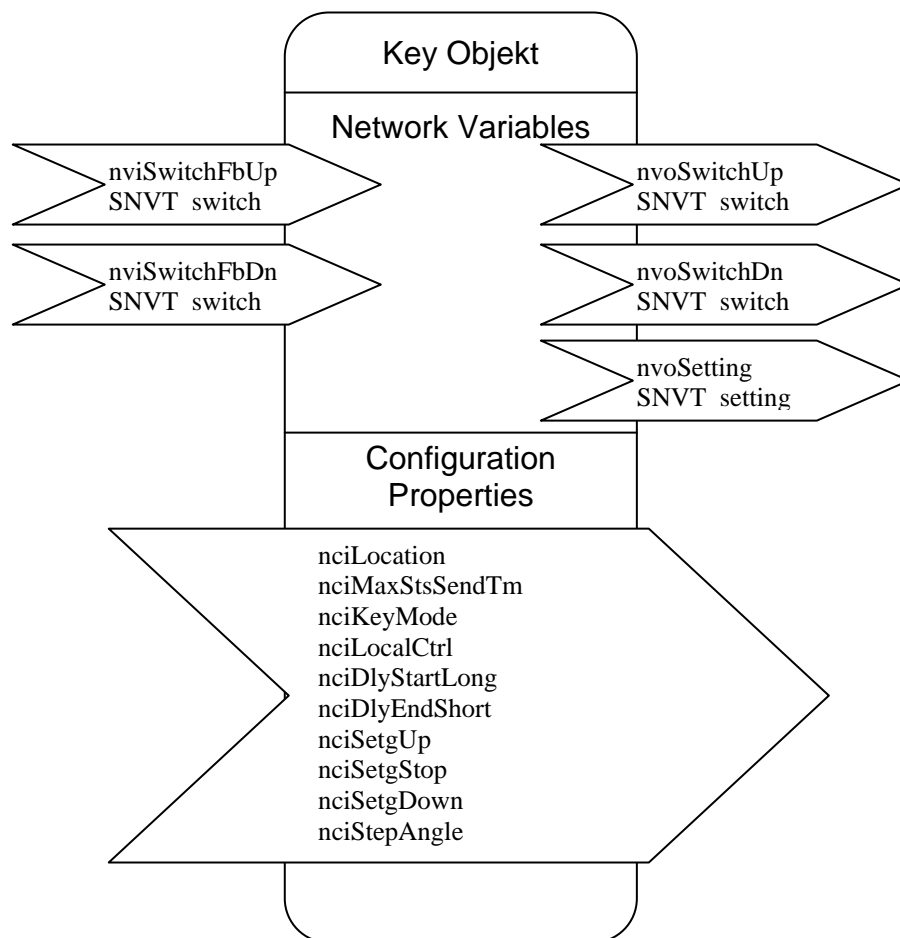 Key Objekt
Network Variables
nviSwitchFbUp
SNVT switch
nviSwitchFbDn
SNVT switch
nvoSwitchUp
SNVT switch
nvoSwitchDn
SNVT switch
nvoSetting
SNVT setting
Configuration
Properties
nciLocation
nciMaxStsSendTm
nciKeyMode
nciLocalCtrl
nciDlyStartLong
nciDlyEndShort
nciSetgUp
nciSetgStop
nciSetgDown
nciStepAngle